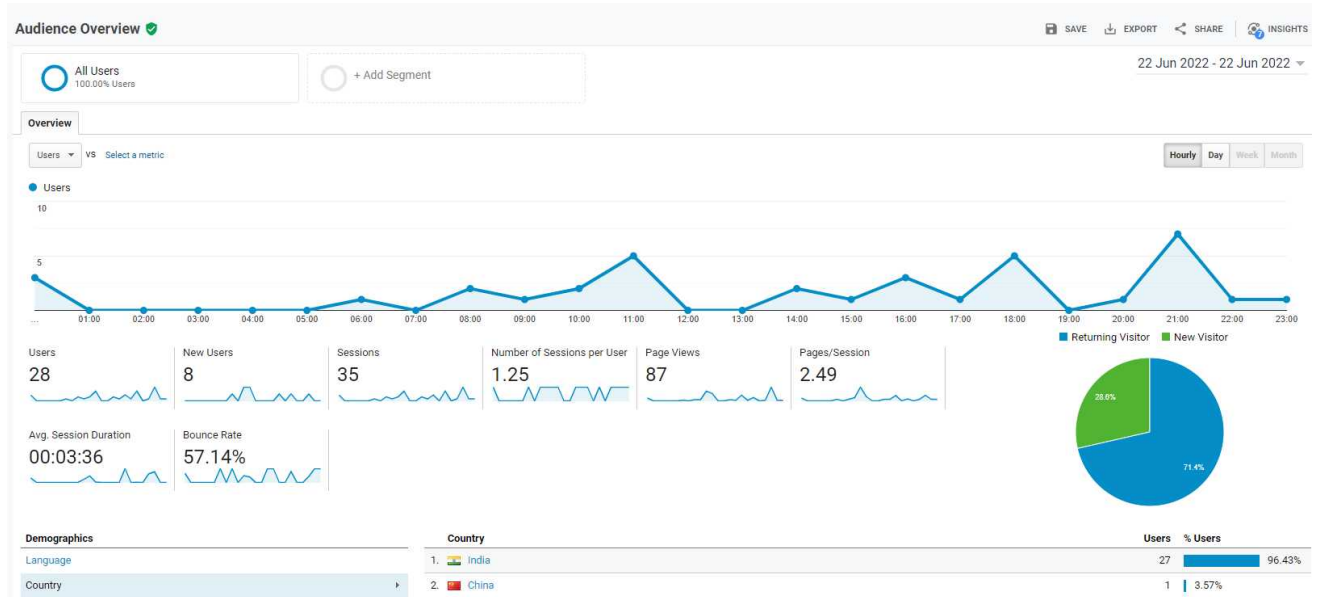 Audience Overview
SAVE EXPORT SHARE 7 INSIGHTS
All Users
100.00% Users
+ Add Segment
22 Jun 2022 - 22 Jun 2022
Overview
Users VS Select a metric
Hourly Day Week Month
Users
10
5
... 01:00 02:00 03:00 04:00 05:00 06:00 07:00 08:00 09:00 10:00 11:00 12:00 13:00 14:00 15:00 16:00 17:00 18:00 19:00 20:00 21:00 22:00 23:00
Returning Visitor New Visitor
Users New Users Sessions Number of Sessions per User Page Views Pages/Session
28 8 35 1.25 87 2.49
28.6%
71.4%
Avg. Session Duration Bounce Rate
00:03:36 57.14%
Demographics Country Users % Users
Language 1. India 27 96.43%
Country 2. China 1 3.57%